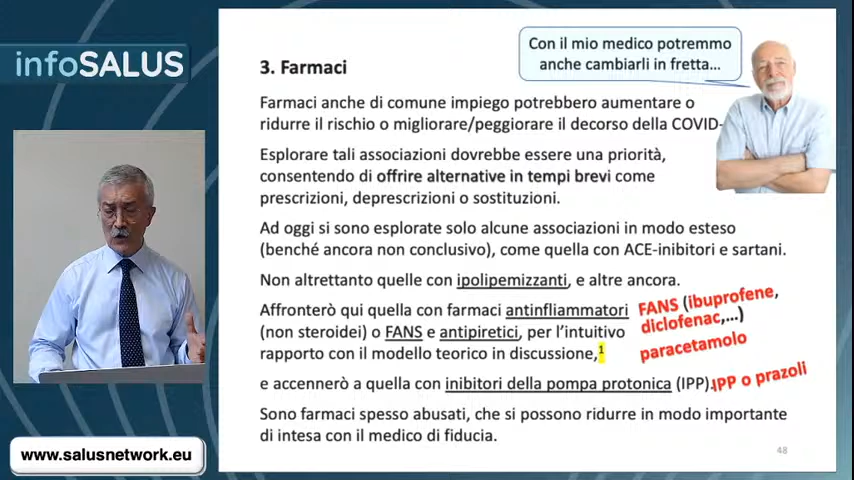 infoSALUS
Con il mio medico potremmo
anche cambiarli in fretta...
3. Farmaci
Farmaci anche di comune impiego potrebbero aumentare o
ridurre il rischio o migliorare/peggiorare il decorso della COVID-
Esplorare tali associazioni dovrebbe essere una priorità,
consentendo di offrire alternative in tempi brevi come
prescrizioni, deprescrizioni o sostituzioni.
Ad oggi si sono esplorate solo alcune associazioni in modo esteso
(benché ancora non conclusivo), come quella con ACE-inibitori e sartani.
Non altrettanto quelle con ipolipemizzanti, e altre ancora.
Affronterò qui quella con farmaci antinfiammatori
(non steroidei) o FANS e antipiretici, per l'intuitivo
rapporto con il modello teorico in discussione,1
FANS (ibuprofene,
diclofenac,...)
paracetamolo
e accennerò a quella con inibitori della pompa protonica (IPP).
IPP o prazoli
Sono farmaci spesso abusati, che si possono ridurre in modo importante
di intesa con il medico di fiducia.
48
www.salusnetwork.eu